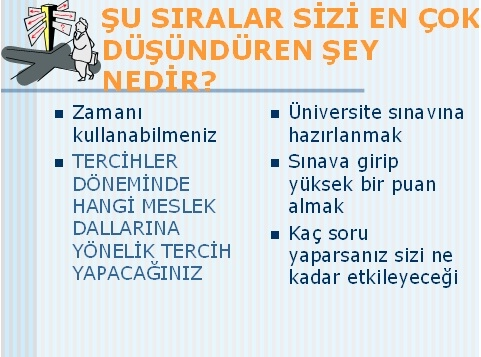 ŞU SIRALAR SİZİ EN ÇOK
DÜŞÜNDÜREN ŞEY
NEDİR?
Zamanı
kullanabilmeniz
TERCİHLER
DÖNEMİNDE
HANGİ MESLEK
DALLARINA
YÖNELİK TERCİH
YAPACAĞINIZ
Üniversite sınavına
hazırlanmak
Sınava girip
yüksek bir puan
almak
Kaç soru
yaparsanız sizi ne
kadar etkileyeceği